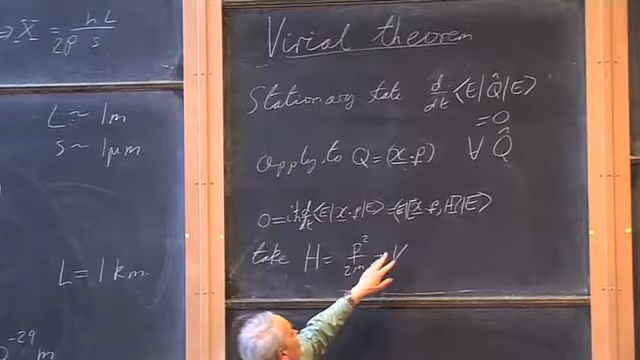 ⇒ X = hL / 2ps
L ~ 1m
s ~ 1μm
L = 1 km.
-29
0 m
Virial theorem
Stationary state d/dt ⟨E|Q̂|E⟩
= 0
Apply to Q = (x·p) ∀ Q̂
0 = iħ d/dt ⟨E|x·p|E⟩ = ⟨E|[x·p, H]|E⟩
take H = p²/2m + V